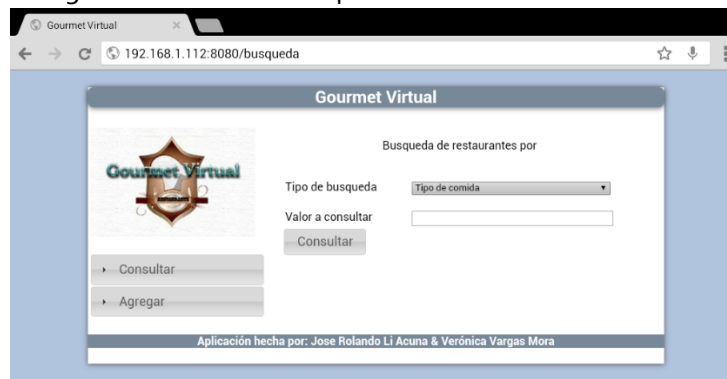 Gourmet Virtual
192.168.1.112:8080/busqueda
Gourmet Virtual
Gourmet Virtual
Busqueda de restaurantes por
Tipo de busqueda
Tipo de comida
Valor a consultar
Consultar
Consultar
Agregar
Aplicación hecha por: Jose Rolando Li Acuna & Verónica Vargas Mora